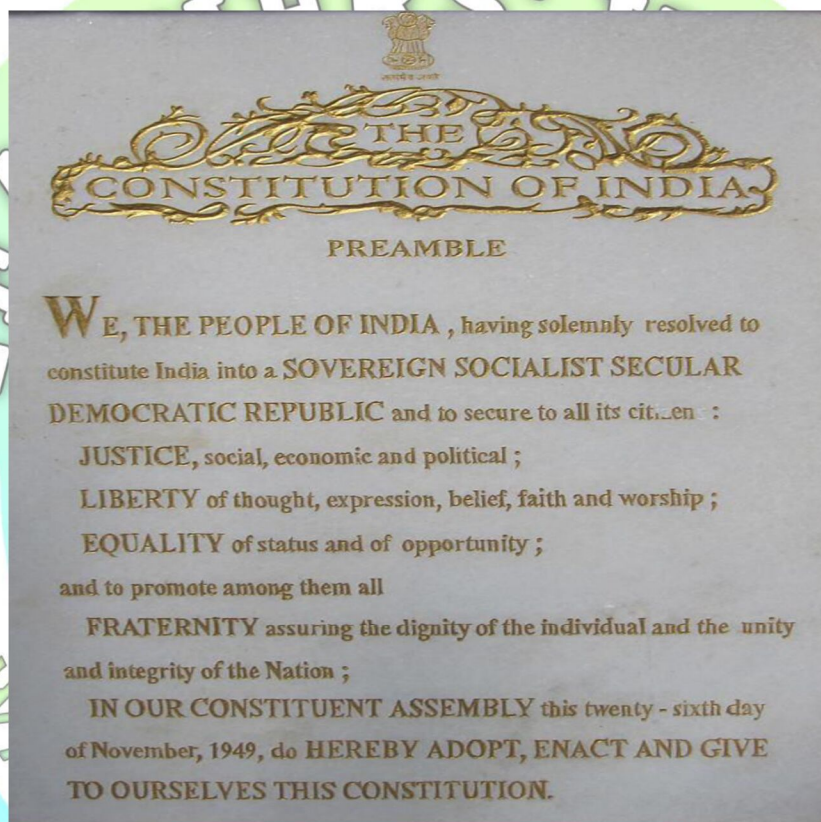 सत्यमेव जयते
THE
CONSTITUTION OF INDIA
PREAMBLE
WE, THE PEOPLE OF INDIA , having solemnly resolved to
constitute India into a SOVEREIGN SOCIALIST SECULAR
DEMOCRATIC REPUBLIC and to secure to all its :
JUSTICE, social, economic and political ;
LIBERTY of thought, expression, belief, faith and worship ;
EQUALITY of status and of opportunity ;
and to promote among them all
FRATERNITY assuring the dignity of the individual and the unity
and integrity of the Nation ;
IN OUR CONSTITUENT ASSEMBLY this twenty - sixth day
of November, 1949, do HEREBY ADOPT, ENACT AND GIVE
TO OURSELVES THIS CONSTITUTION.